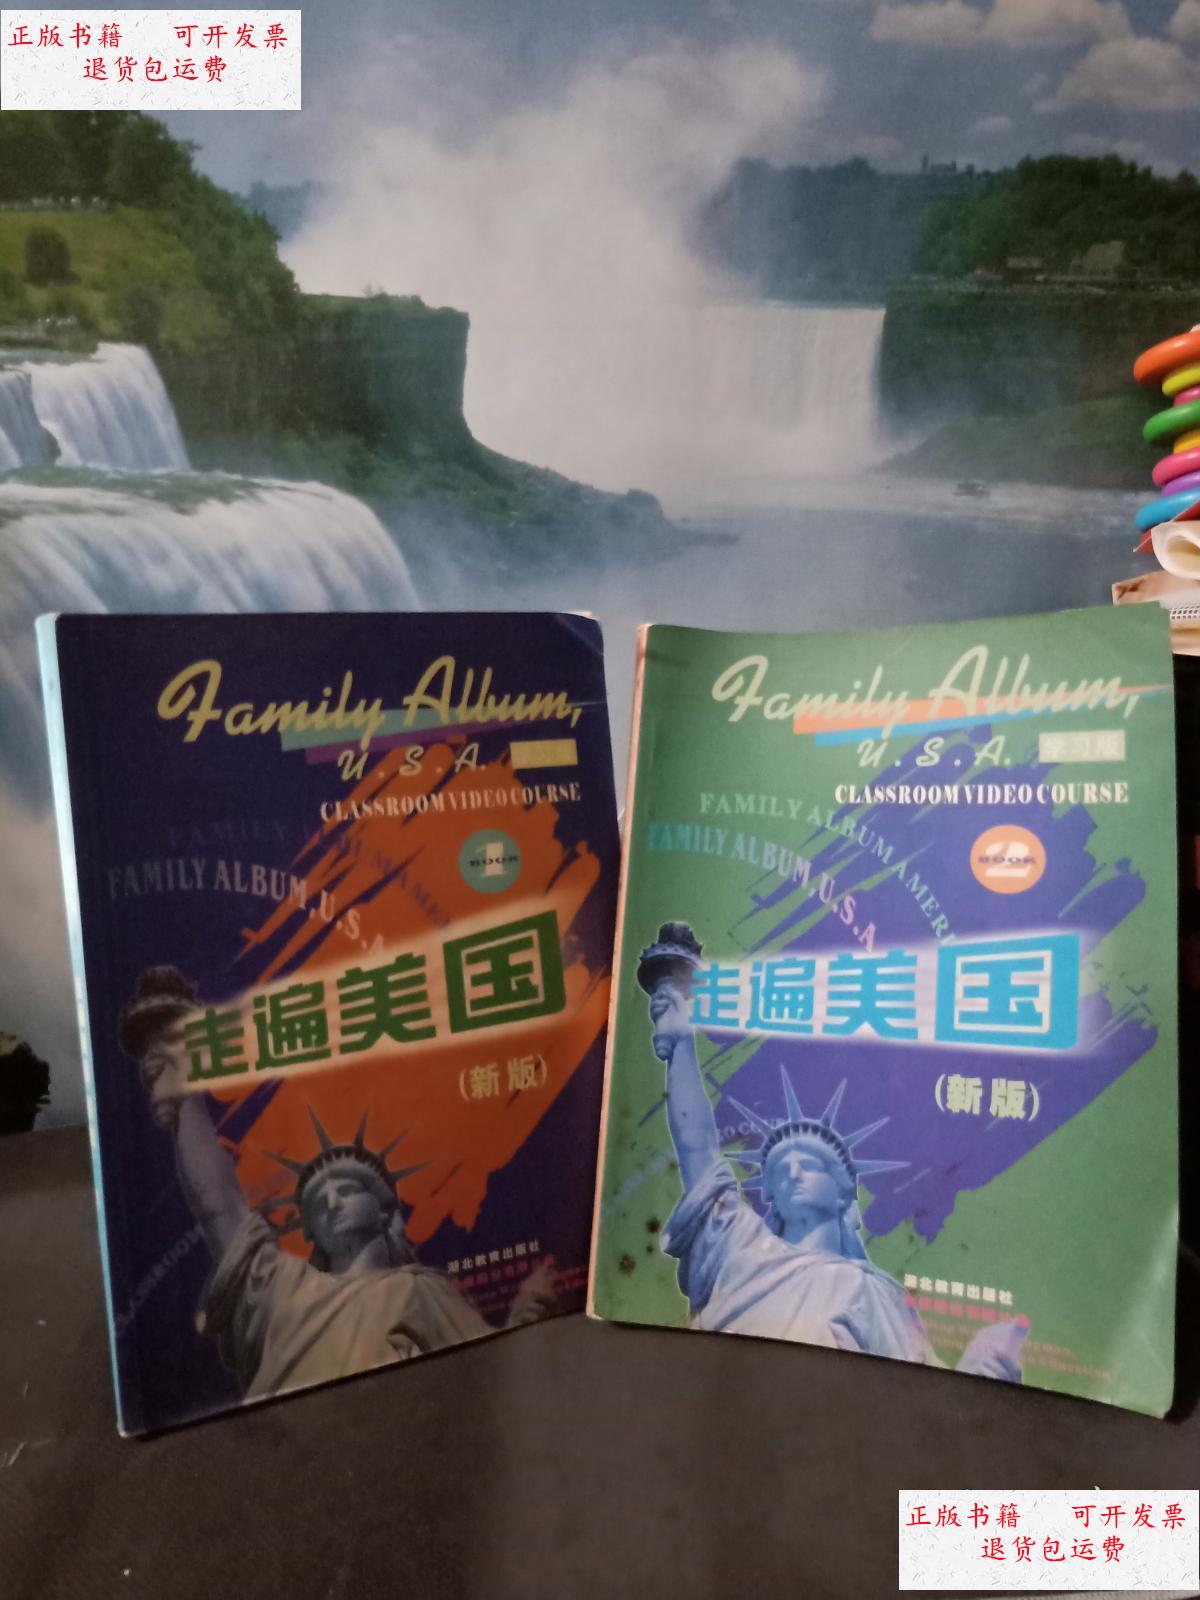 正版书籍 可开发票
退货包运费
Family Album,
U.S.A.
CLASSROOM VIDEO COURSE
FAMILY ALBUM, U.S.A
BOOK 1
走遍美国
(新版)
湖北教育出版社
Family Album,
U.S.A. 学习版
CLASSROOM VIDEO COURSE
FAMILY ALBUM AMERI
FAMILY ALBUM, U.S.A
BOOK 2
走遍美国
(新版)
湖北教育出版社
正版书籍 可开发票
退货包运费